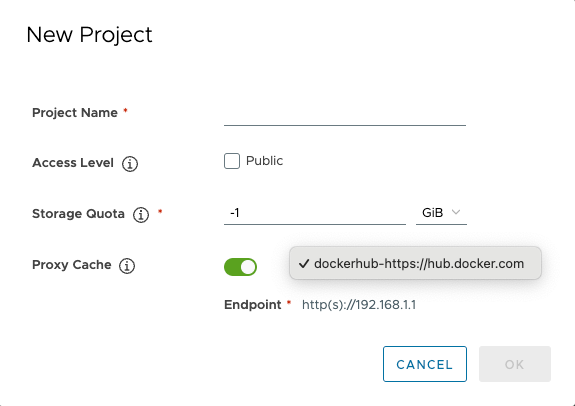 New Project
Project Name *
Access Level
Public
Storage Quota *
-1 GiB
Proxy Cache
✓ dockerhub-https://hub.docker.com
Endpoint * http(s)://192.168.1.1
CANCEL OK